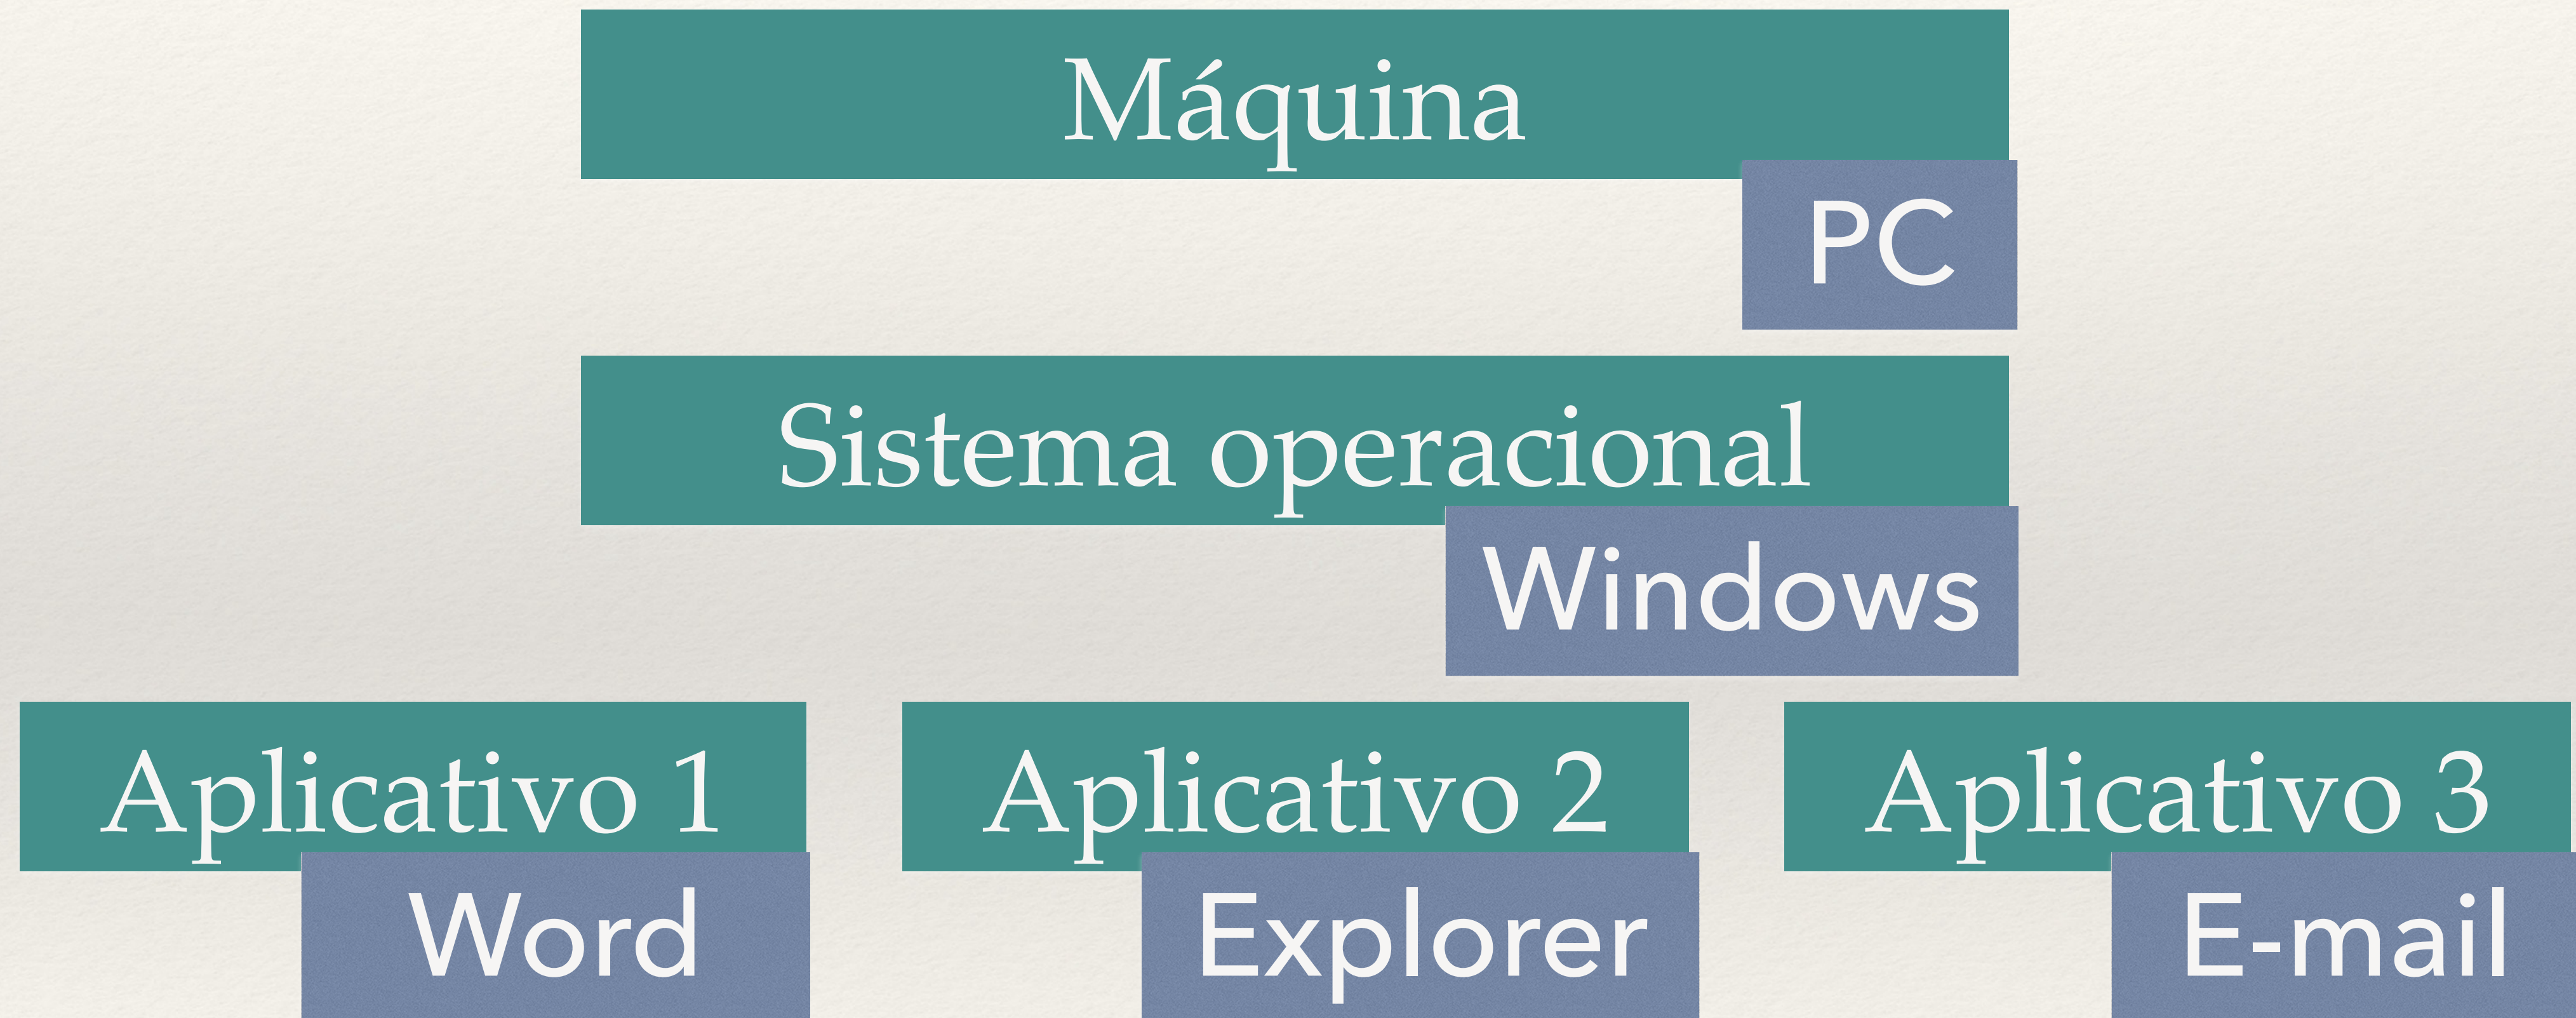 Máquina
PC
Sistema operacional
Windows
Aplicativo 1
Aplicativo 2
Aplicativo 3
Word
Explorer
E-mail